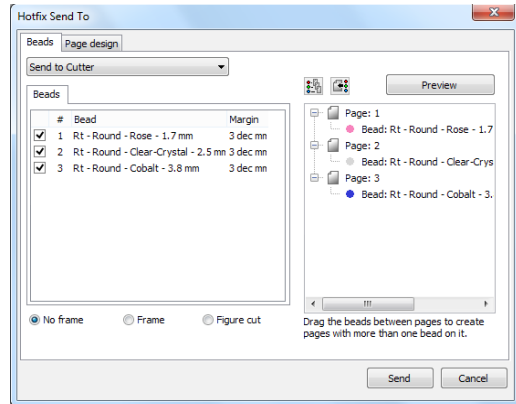 Hotfix Send To
Beads Page design
Send to Cutter
Beads
# Bead Margin
1 Rt - Round - Rose - 1.7 mm 3 dec mn
2 Rt - Round - Clear-Crystal - 2.5 mm 3 dec mn
3 Rt - Round - Cobalt - 3.8 mm 3 dec mn
No frame Frame Figure cut
Preview
Page: 1
Bead: Rt - Round - Rose - 1.7
Page: 2
Bead: Rt - Round - Clear-Crys
Page: 3
Bead: Rt - Round - Cobalt - 3.
Drag the beads between pages to create
pages with more than one bead on it.
Send Cancel